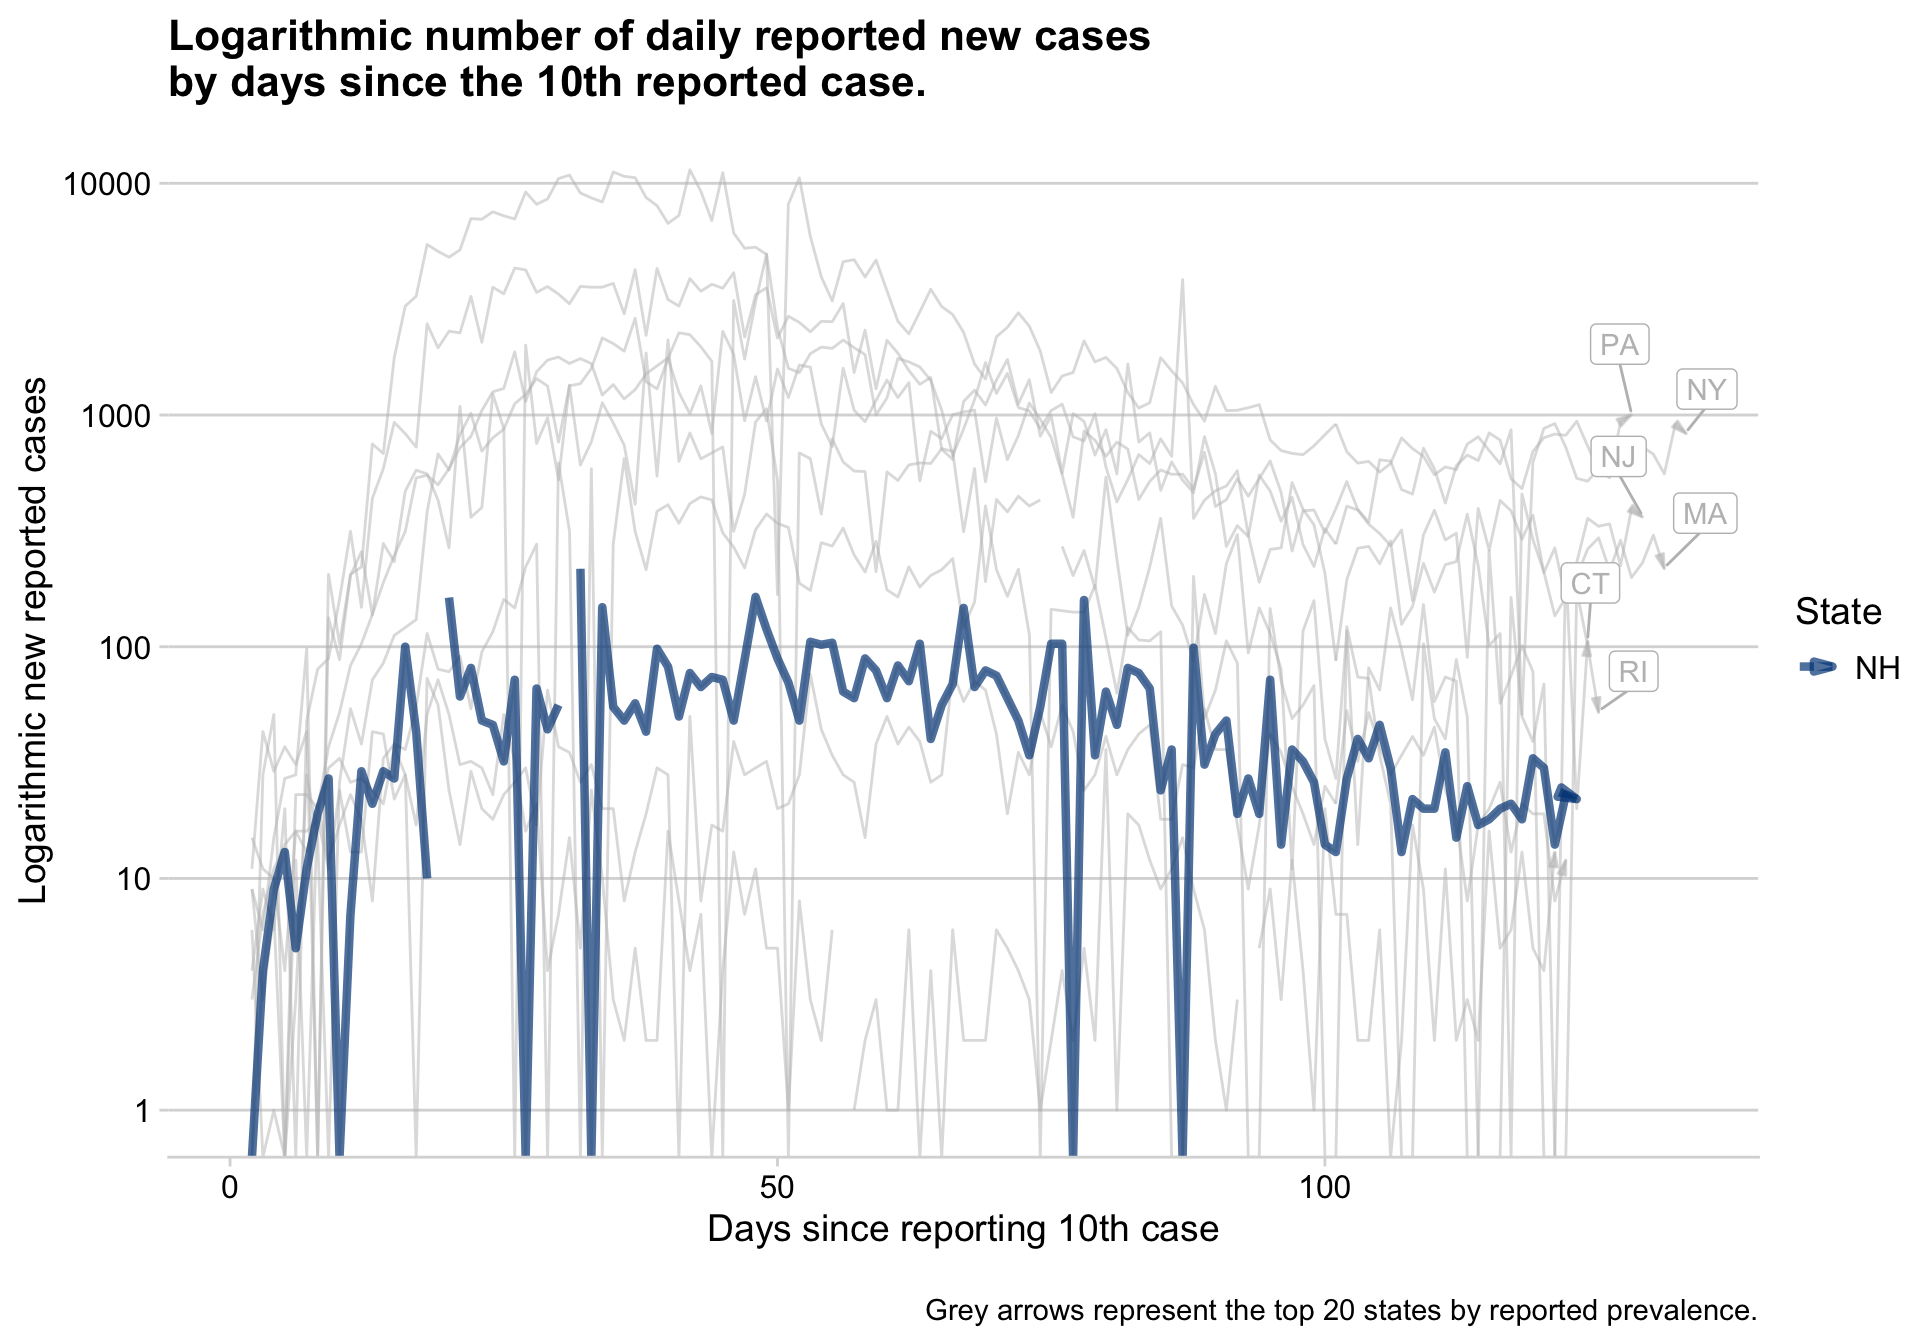 Logarithmic number of daily reported new cases
by days since the 10th reported case.
Logarithmic new reported cases
10000
1000
100
10
1
PA
NY
NJ
MA
CT
RI
State
NH
0
50
100
Days since reporting 10th case
Grey arrows represent the top 20 states by reported prevalence.